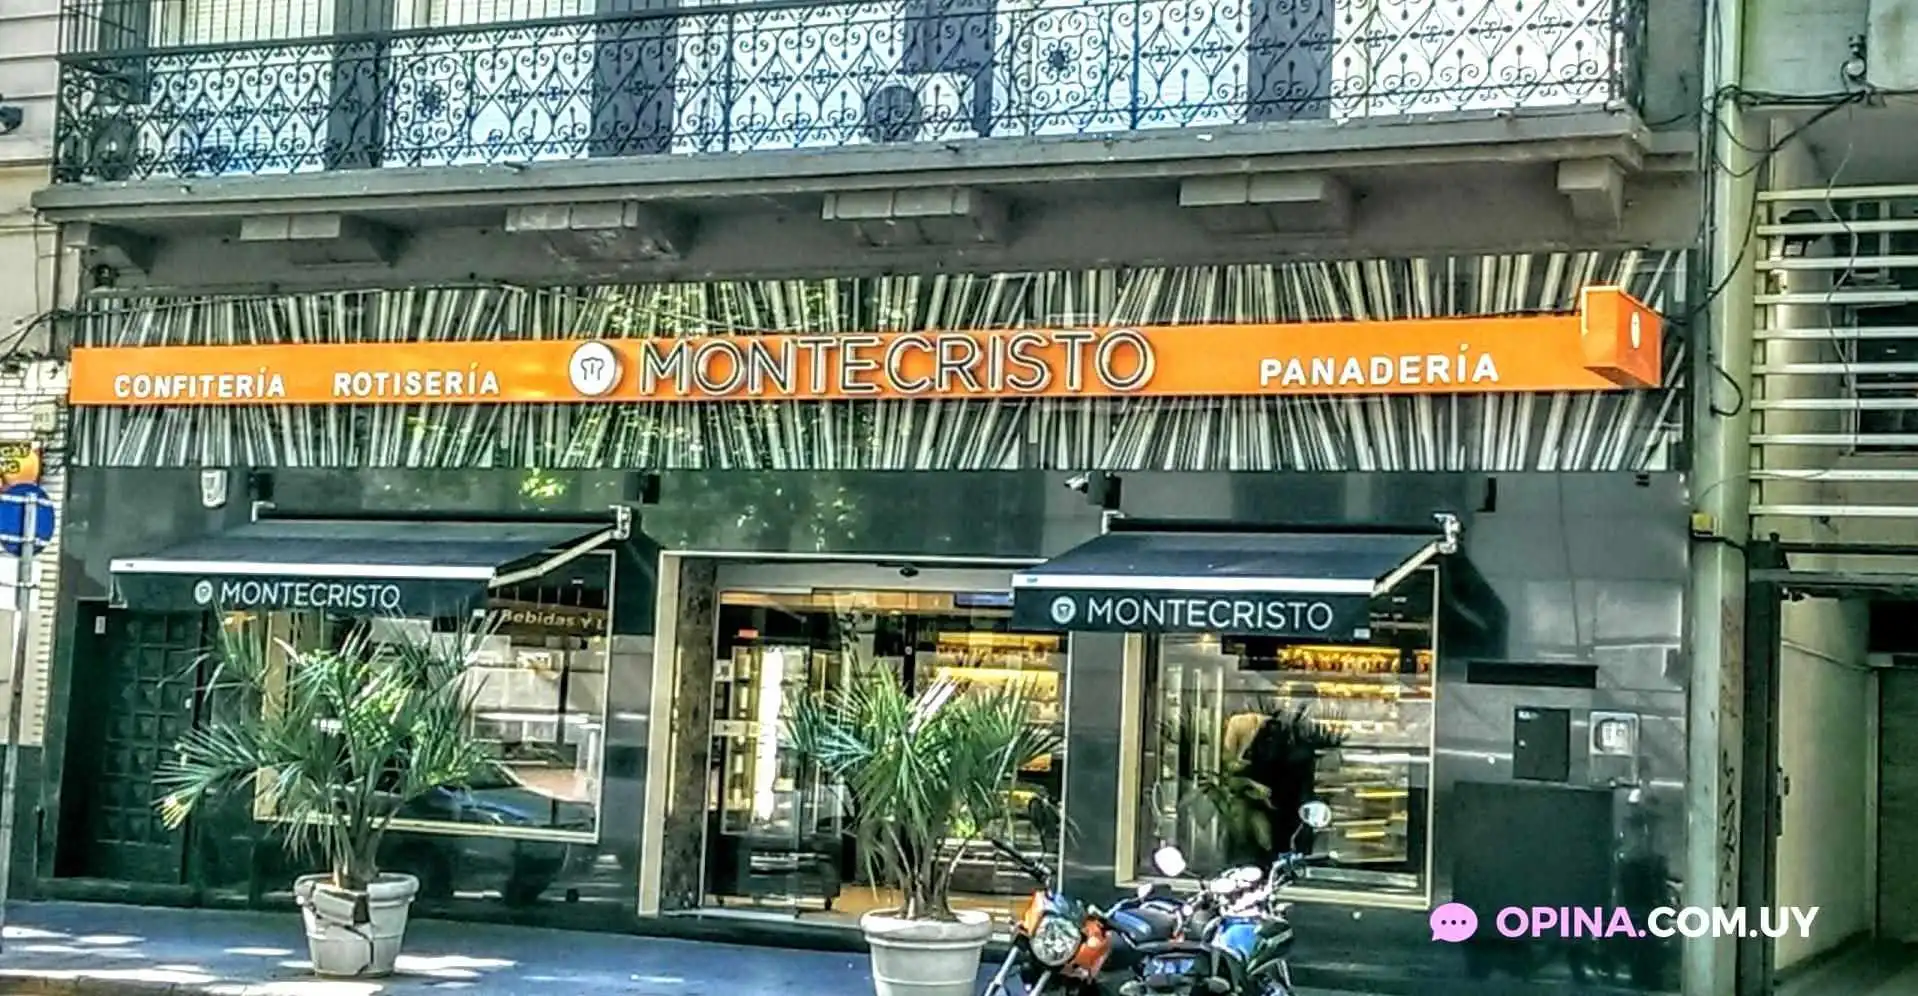 CONFITERÍA ROTISERÍA MONTECRISTO PANADERÍA
MONTECRISTO
Bebidas Y
MONTECRISTO
OPINA.COM.UY